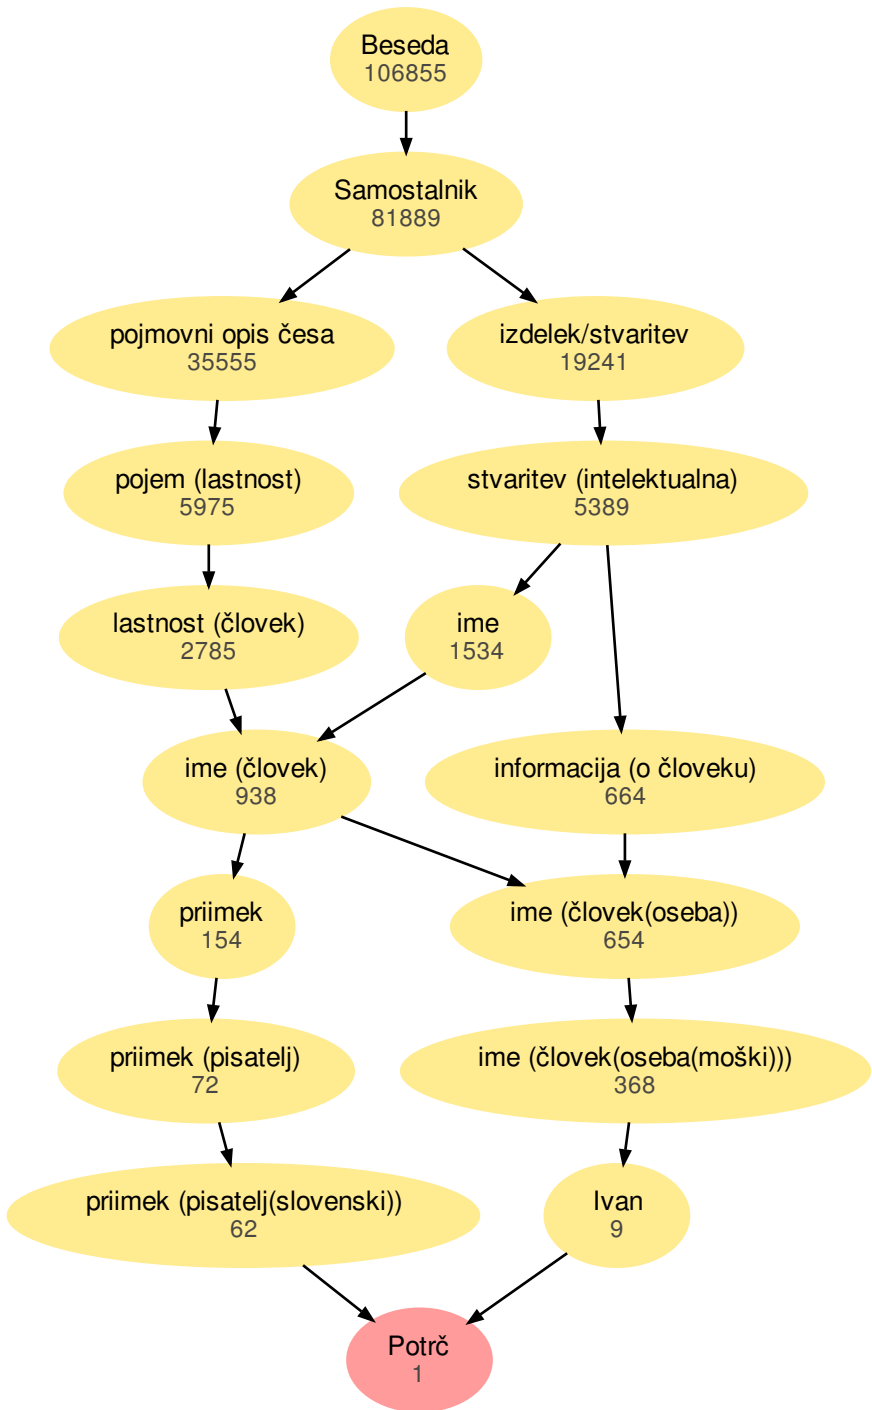 Beseda
106855
Samostalnik
81889
pojmovni opis česa
35555
izdelek/stvaritev
19241
pojem (lastnost)
5975
stvaritev (intelektualna)
5389
lastnost (človek)
2785
ime
1534
ime (človek)
938
informacija (o človeku)
664
priimek
154
ime (človek(oseba))
654
priimek (pisatelj)
72
ime (človek(oseba(moški)))
368
priimek (pisatelj(slovenski))
62
Ivan
9
Potrč
1